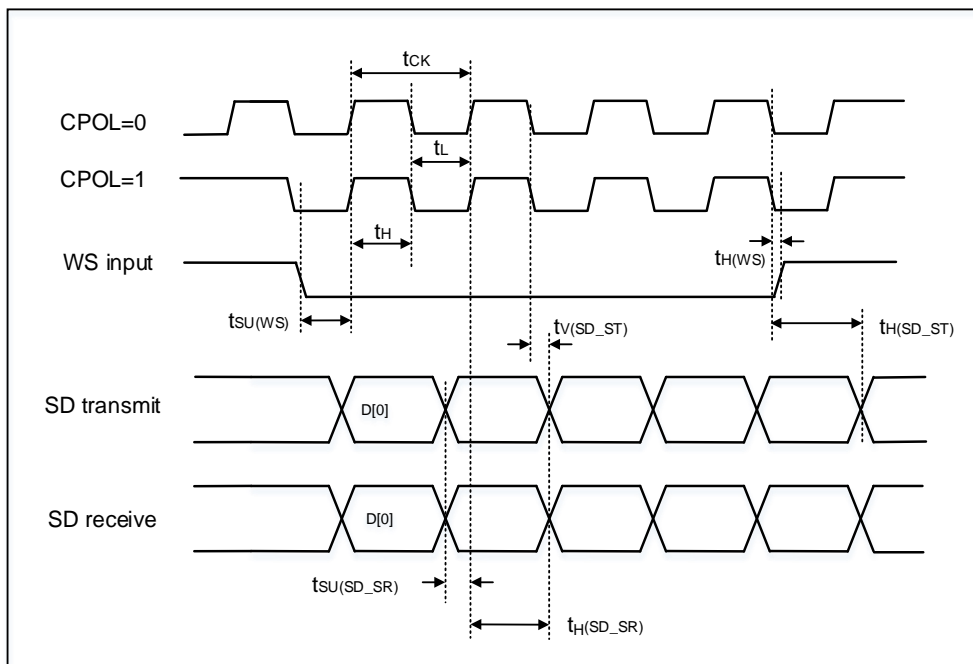 tCK
CPOL=0
tL
CPOL=1
tH
tH(WS)
WS input
tSU(WS)
tV(SD_ST)
tH(SD_ST)
SD transmit
D[0]
SD receive
D[0]
tSU(SD_SR)
tH(SD_SR)